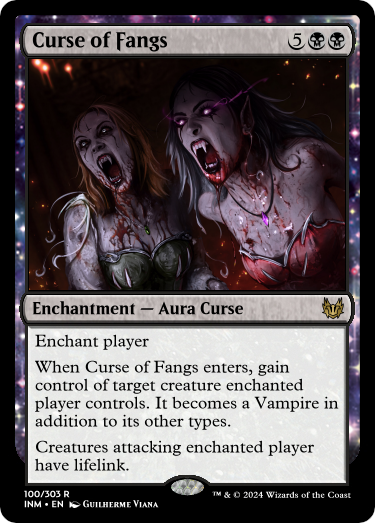 Curse of Fangs 5
Enchantment — Aura Curse
Enchant player
When Curse of Fangs enters, gain
control of target creature enchanted
player controls. It becomes a Vampire in
addition to its other types.
Creatures attacking enchanted player
have lifelink.
100/303 R
INM • EN Guilherme Viana
™ & © 2024 Wizards of the Coast